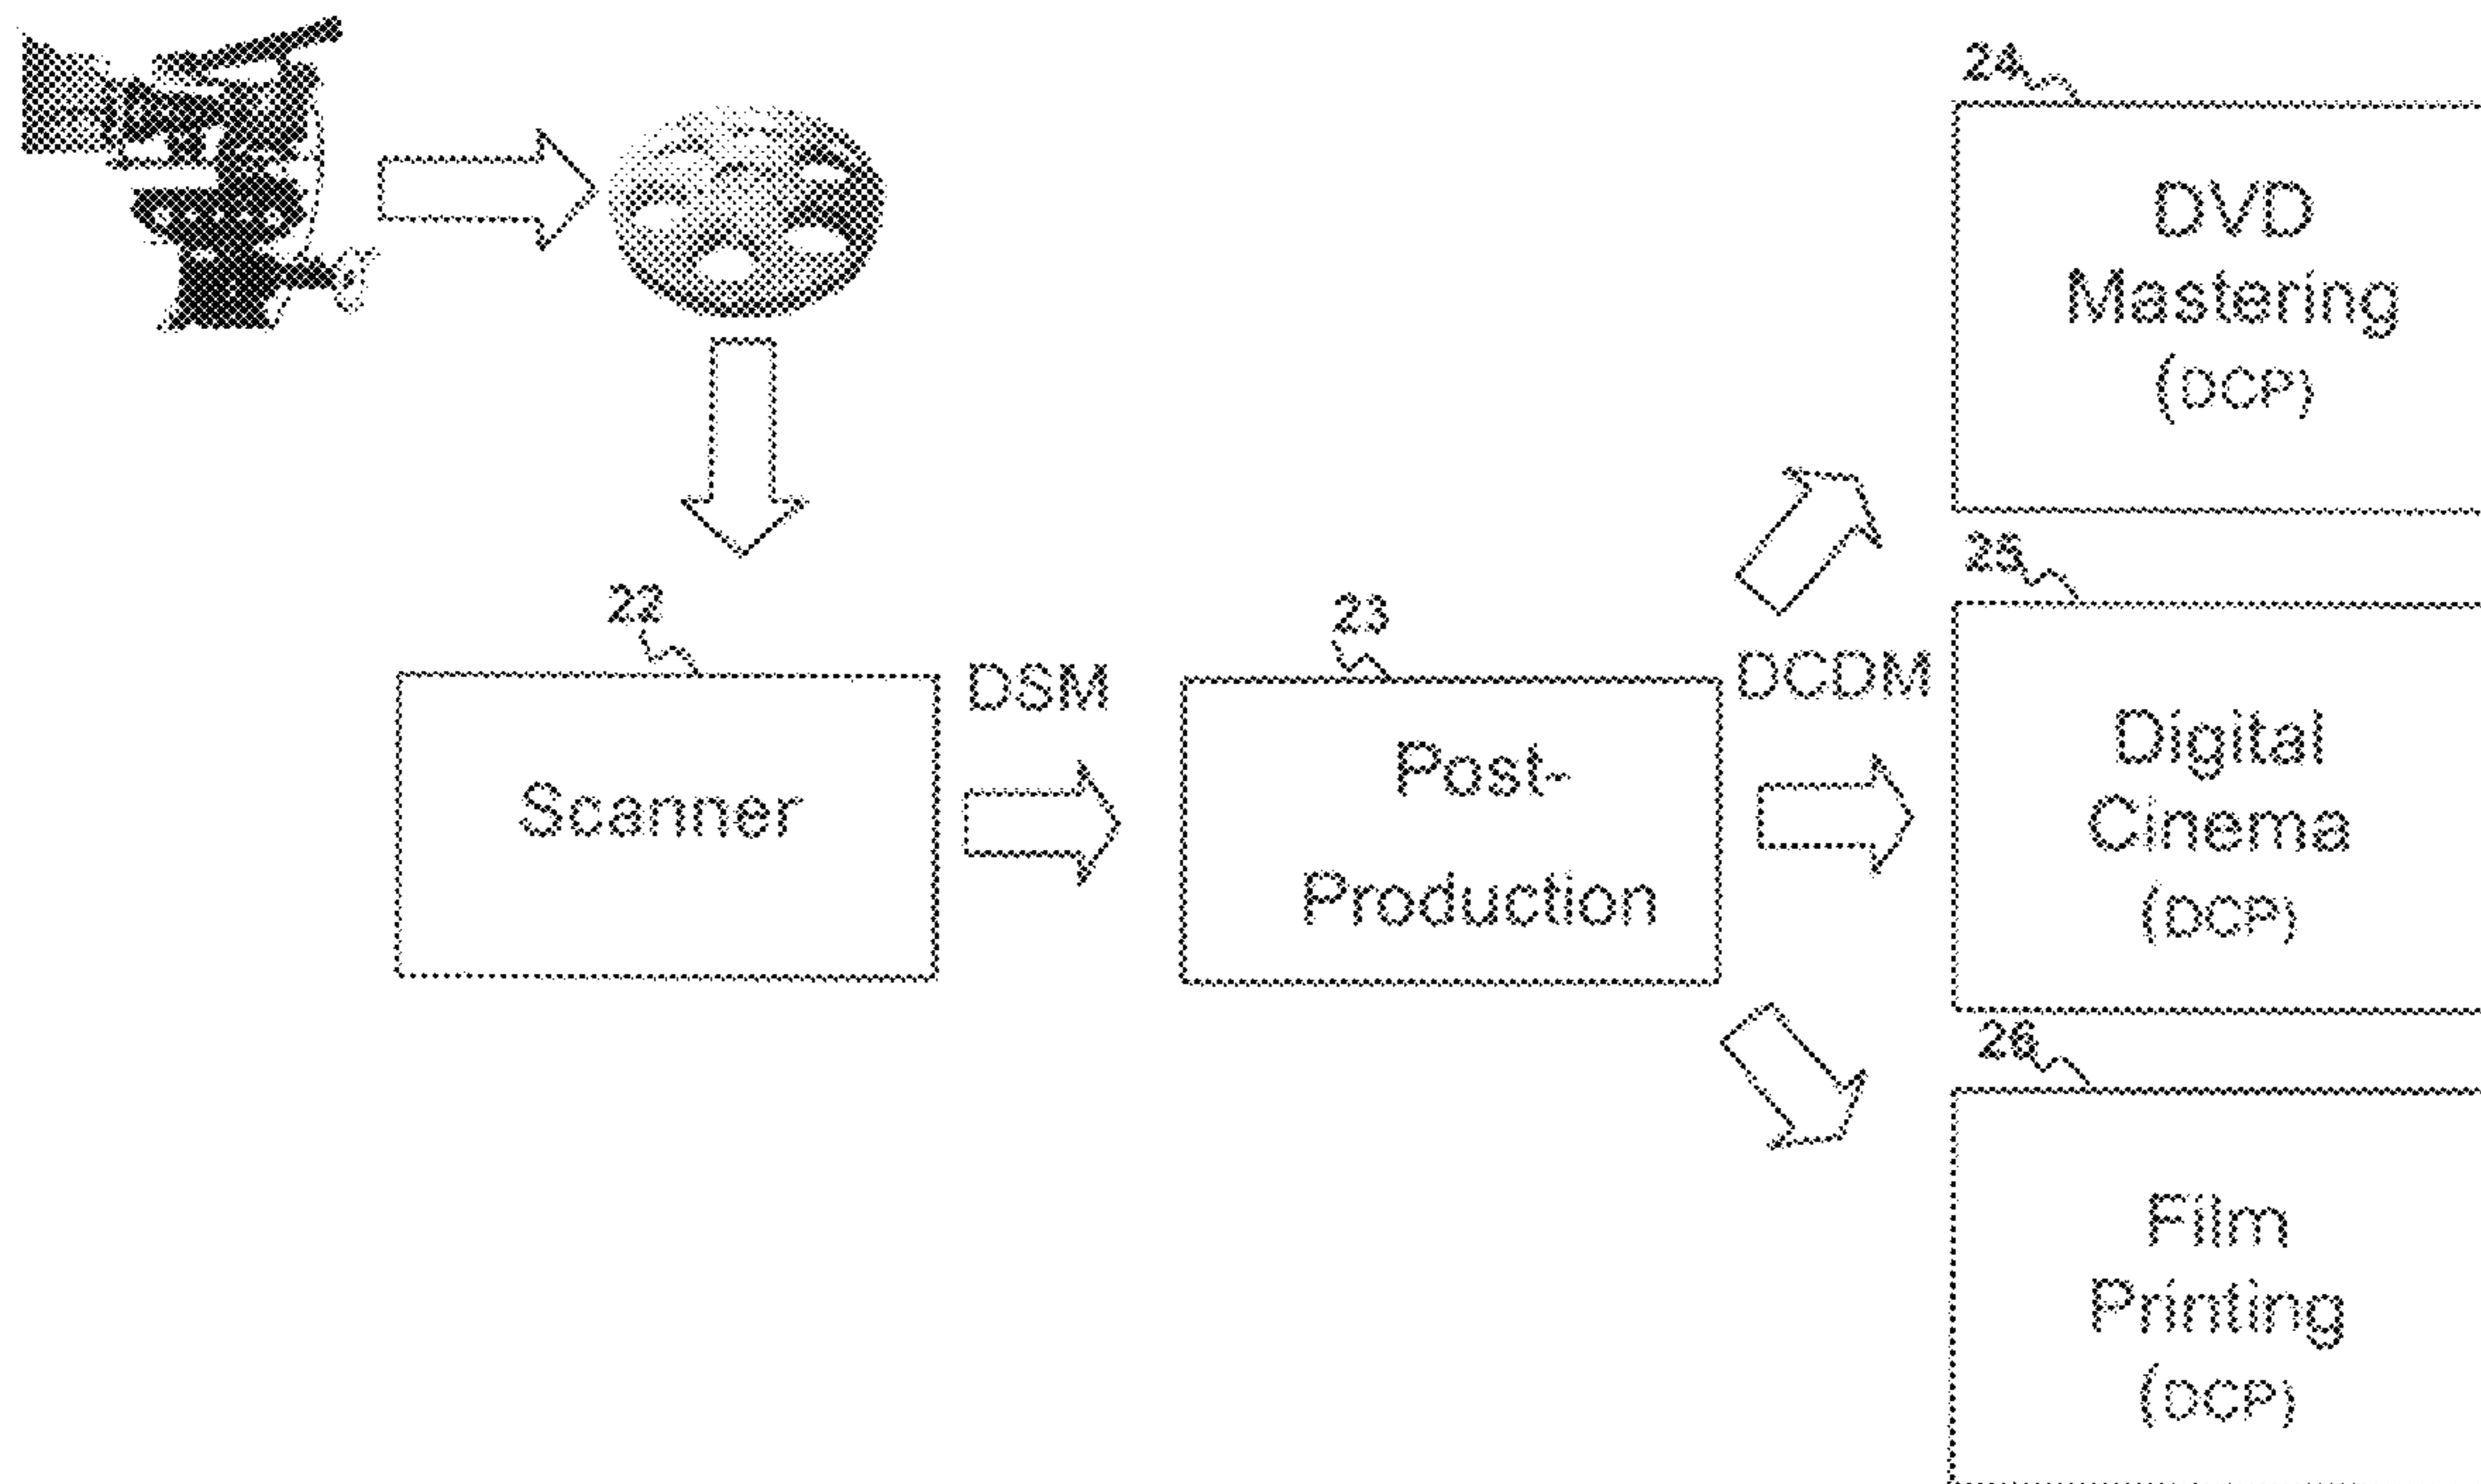 24
DVD
Mastering
(DCP)
22
Scanner
DSM
23
Post-
Production
DCDM
25
Digital
Cinema
(DCP)
26
Film
Printing
(DCP)